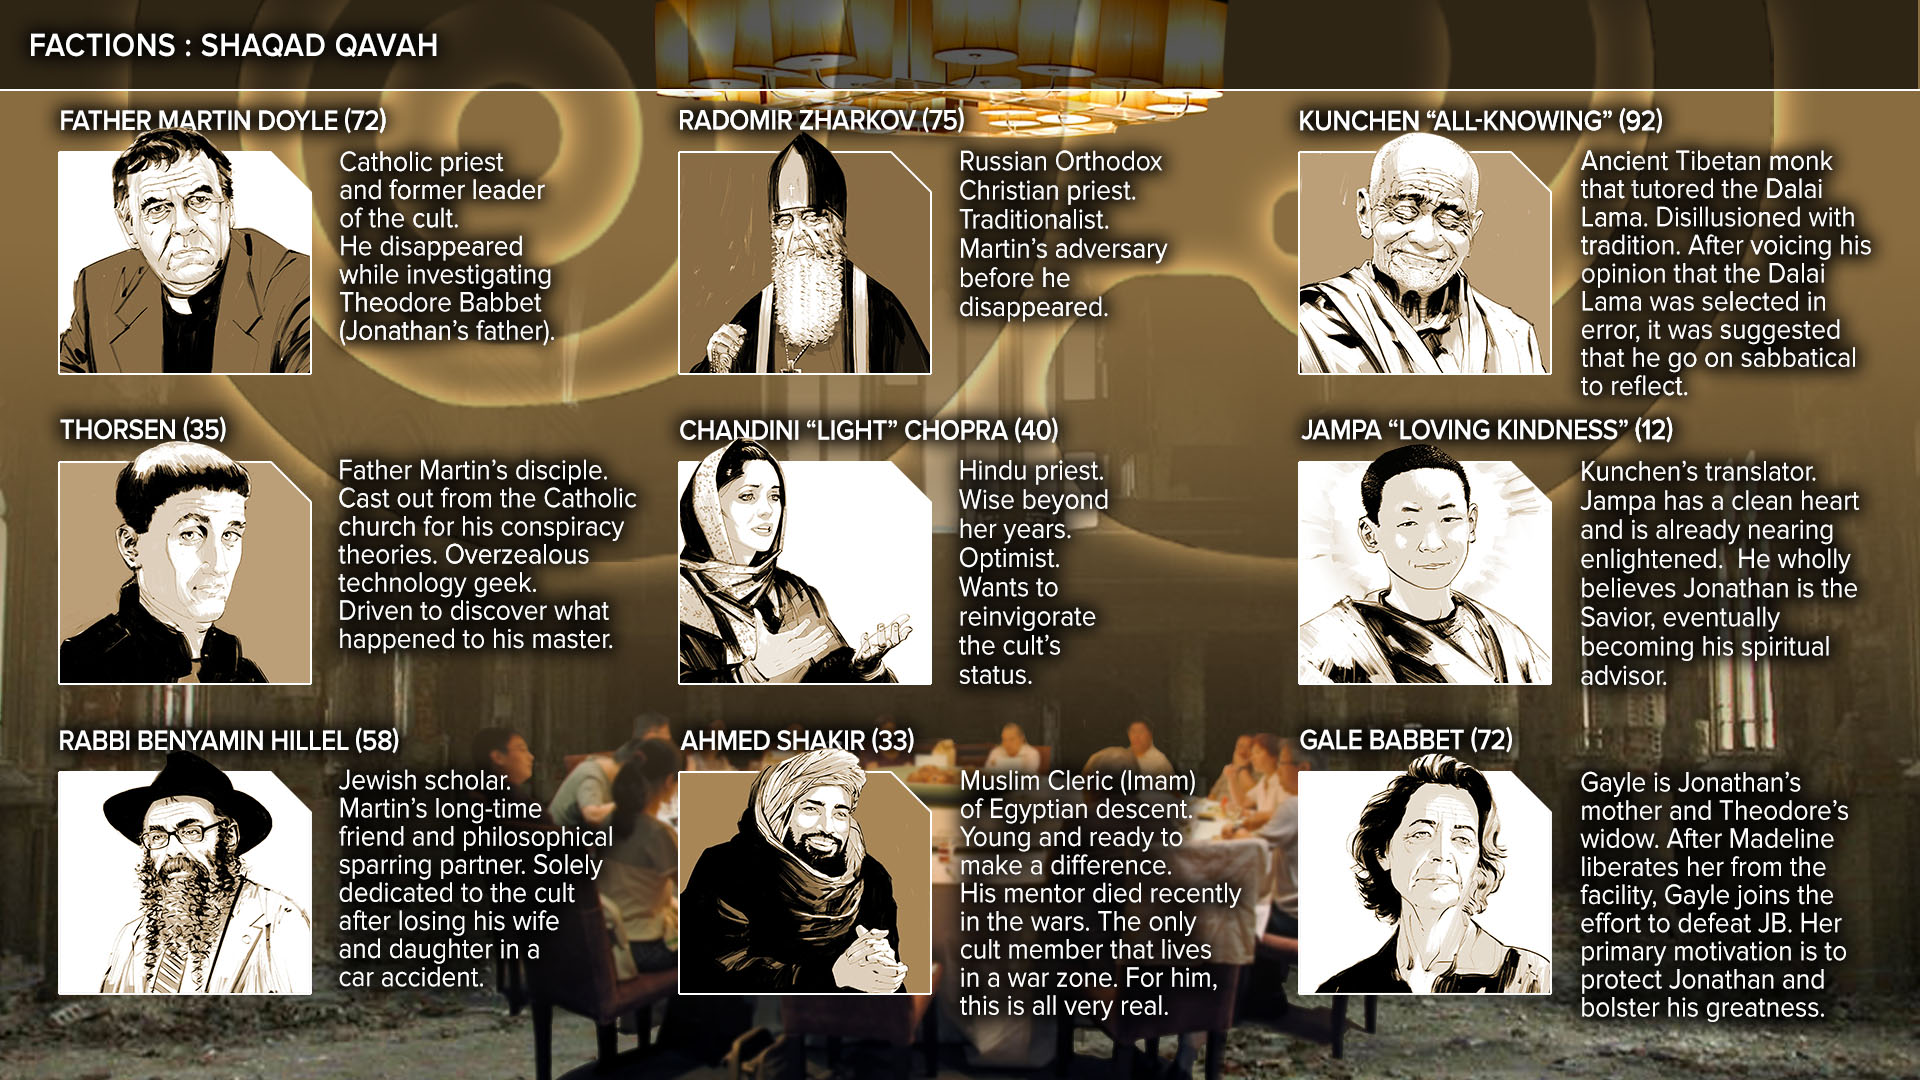 FACTIONS : SHAQAD QAVAH
FATHER MARTIN DOYLE (72)
Catholic priest
and former leader
of the cult.
He disappeared
while investigating
Theodore Babbet
(Jonathan’s father).
RADOMIR ZHARKOV (75)
Russian Orthodox
Christian priest.
Traditionalist.
Martin’s adversary
before he
disappeared.
KUNCHEN “ALL-KNOWING” (92)
Ancient Tibetan monk
that tutored the Dalai
Lama. Disillusioned with
tradition. After voicing his
opinion that the Dalai
Lama was selected in
error, it was suggested
that he go on sabbatical
to reflect.
THORSEN (35)
Father Martin’s disciple.
Cast out from the Catholic
church for his conspiracy
theories. Overzealous
technology geek.
Driven to discover what
happened to his master.
CHANDINI “LIGHT” CHOPRA (40)
Hindu priest.
Wise beyond
her years.
Optimist.
Wants to
reinvigorate
the cult’s
status.
JAMPA “LOVING KINDNESS” (12)
Kunchen’s translator.
Jampa has a clean heart
and is already nearing
enlightened.  He wholly
believes Jonathan is the
Savior, eventually
becoming his spiritual
advisor.
RABBI BENYAMIN HILLEL (58)
Jewish scholar.
Martin’s long-time
friend and philosophical
sparring partner. Solely
dedicated to the cult
after losing his wife
and daughter in a
car accident.
AHMED SHAKIR (33)
Muslim Cleric (Imam)
of Egyptian descent.
Young and ready to
make a difference.
His mentor died recently
in the wars. The only
cult member that lives
in a war zone. For him,
this is all very real.
GALE BABBET (72)
Gayle is Jonathan’s
mother and Theodore’s
widow. After Madeline
liberates her from the
facility, Gayle joins the
effort to defeat JB. Her
primary motivation is to
protect Jonathan and
bolster his greatness.